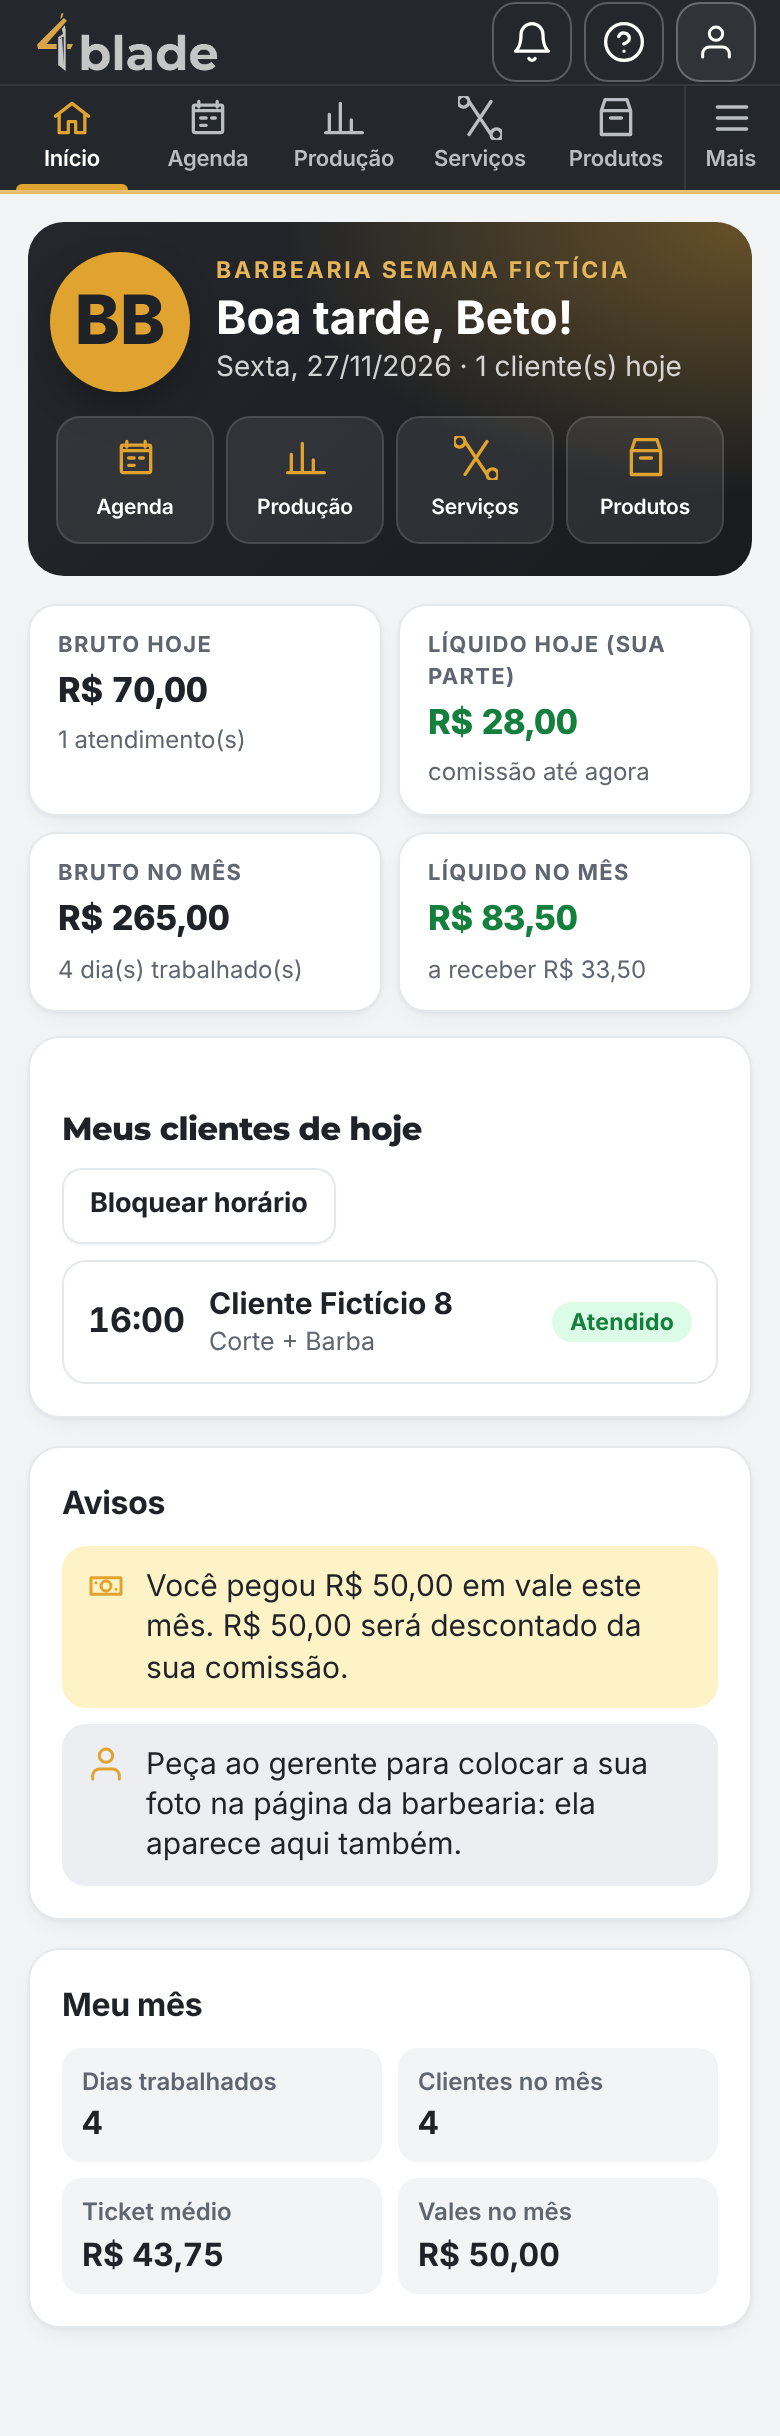 4blade
Início
Agenda
Produção
Serviços
Produtos
Mais
BB
BARBEARIA SEMANA FICTÍCIA
Boa tarde, Beto!
Sexta, 27/11/2026 · 1 cliente(s) hoje
Agenda
Produção
Serviços
Produtos
BRUTO HOJE
R$ 70,00
1 atendimento(s)
LÍQUIDO HOJE (SUA
PARTE)
R$ 28,00
comissão até agora
BRUTO NO MÊS
R$ 265,00
4 dia(s) trabalhado(s)
LÍQUIDO NO MÊS
R$ 83,50
a receber R$ 33,50
Meus clientes de hoje
Bloquear horário
16:00
Cliente Fictício 8
Corte + Barba
Atendido
Avisos
Você pegou R$ 50,00 em vale este
mês. R$ 50,00 será descontado da
sua comissão.
Peça ao gerente para colocar a sua
foto na página da barbearia: ela
aparece aqui também.
Meu mês
Dias trabalhados
4
Clientes no mês
4
Ticket médio
R$ 43,75
Vales no mês
R$ 50,00